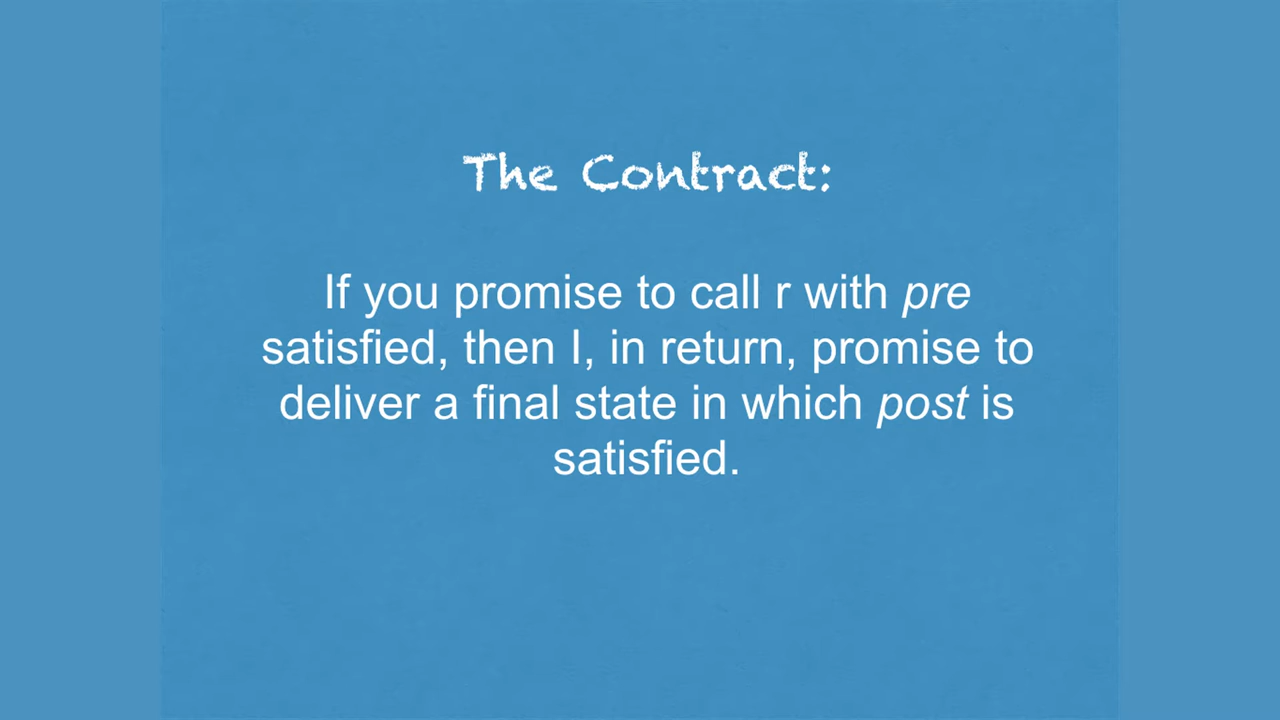 The Contract:
If you promise to call r with pre
satisfied, then I, in return, promise to
deliver a final state in which post is
satisfied.